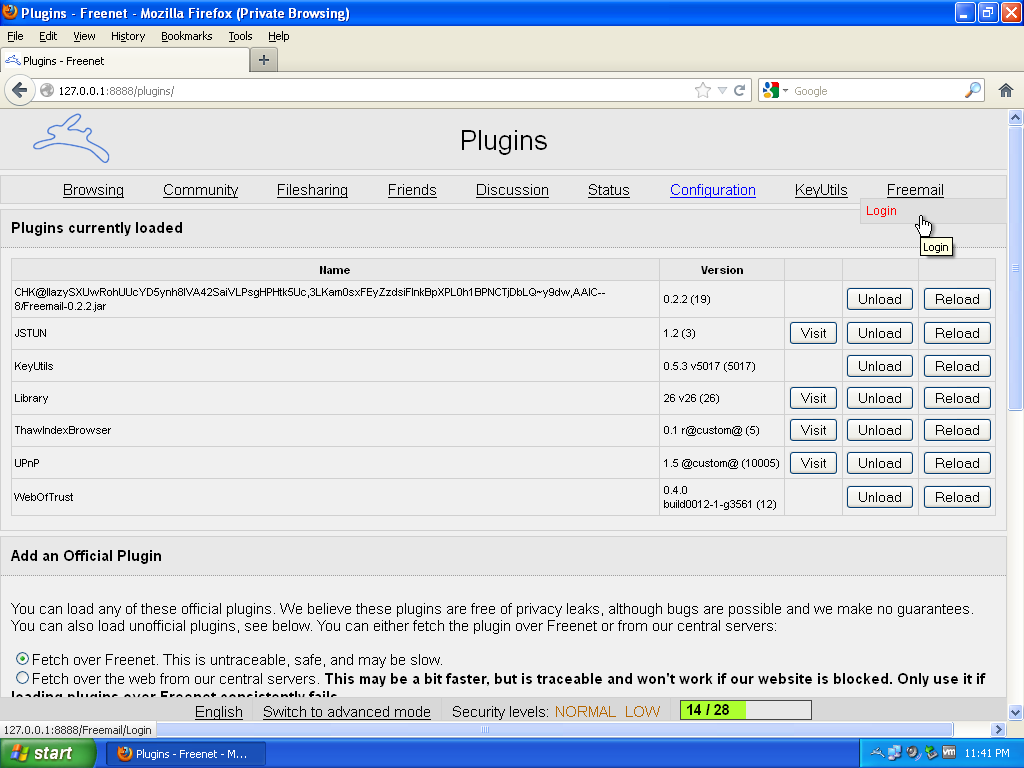 Plugins - Freenet - Mozilla Firefox (Private Browsing)
File Edit View History Bookmarks Tools Help
Plugins - Freenet
127.0.0.1:8888/plugins/
Google
Plugins
Browsing Community Filesharing Friends Discussion Status Configuration KeyUtils Freemail
Login
Plugins currently loaded
Login
Name Version
0.2.2 (19) Unload Reload
8/Freemail-0.2.2.jar
JSTUN 1.2 (3) Visit Unload Reload
KeyUtils 0.5.3 v5017 (5017) Unload Reload
Library 26 v26 (26) Visit Unload Reload
ThawIndexBrowser 0.1 r@custom@ (5) Visit Unload Reload
UPnP 1.5 @custom@ (10005) Visit Unload Reload
WebOfTrust 0.4.0 Unload Reload
build0012-1-g3561 (12)
Add an Official Plugin
You can load any of these official plugins. We believe these plugins are free of privacy leaks, although bugs are possible and we make no guarantees.
You can also load unofficial plugins, see below. You can either fetch the plugin over Freenet or from our central servers:
Fetch over Freenet. This is untraceable, safe, and may be slow.
Fetch over the web from our central servers. This may be a bit faster, but is traceable and won't work if our website is blocked. Only use it if
loading plugins over Freenet consistently fails.
English Switch to advanced mode Security levels: NORMAL LOW 14 / 28
127.0.0.1:8888/Freemail/Login
start Plugins - Freenet - M... 11:41 PM